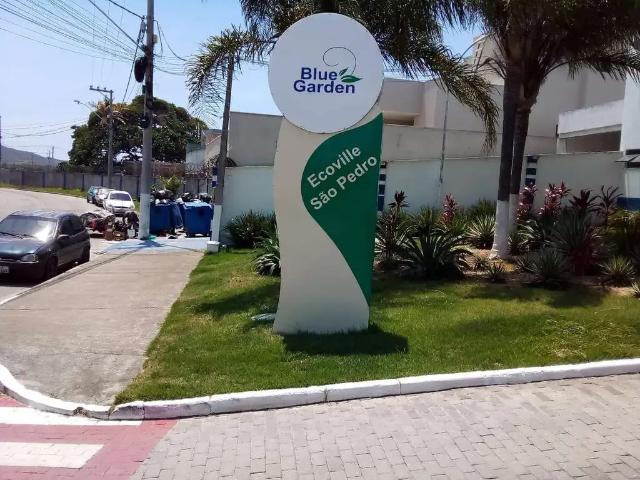 Blue
Garden
Ecoville
São Pedro